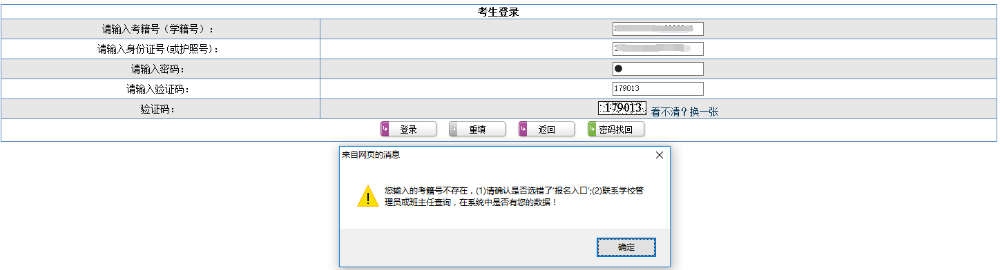 考生登录
请输入考籍号（学籍号）：
请输入身份证号(或护照号)：
请输入密码：
请输入验证码：
179013
验证码：
179013 看不清？换一张
登录 重填 返回 密码找回
来自网页的消息
您输入的考籍号不存在，(1)请确认是否选错了'报名入口';(2)联系学校管
理员或班主任查询，在系统中是否有您的数据！
确定